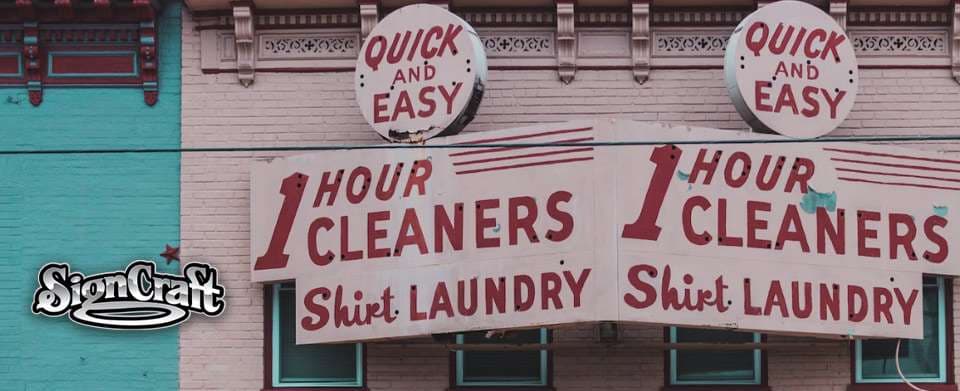 QUICK
AND
EASY
1 HOUR
CLEANERS
Shirt LAUNDRY
QUICK
AND
EASY
1 HOUR
CLEANERS
Shirt LAUNDRY
SignCraft